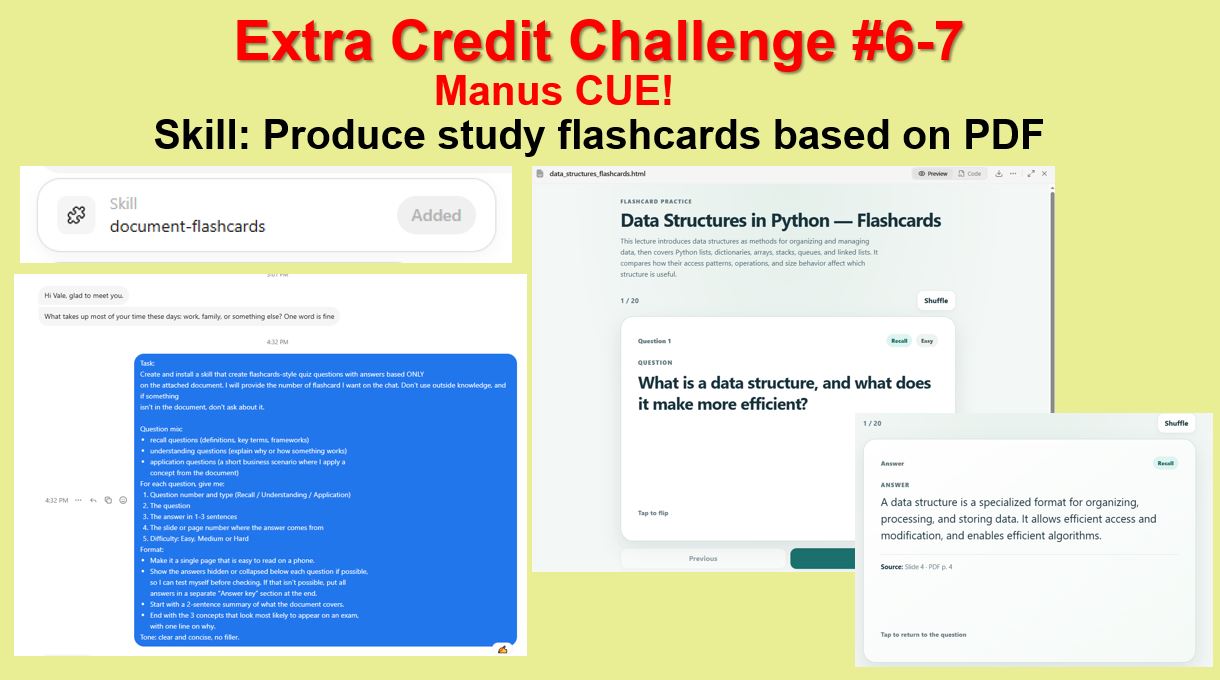 Extra Credit Challenge #6-7
Manus CUE!
Skill: Produce study flashcards based on PDF
Skill
document-flashcards
Added
Hi Vale, glad to meet you.
What takes up most of your time these days: work, family, or something else? One word is fine
4:32 PM
Task:
Create and install a skill that create flashcards-style quiz questions with answers based ONLY
on the attached document. I will provide the number of flashcard I want on the chat. Don't use outside knowledge, and
if something
isn't in the document, don't ask about it.
Question mix:
• recall questions (definitions, key terms, frameworks)
• understanding questions (explain why or how something works)
• application questions (a short business scenario where I apply a
concept from the document)
For each question, give me:
1. Question number and type (Recall / Understanding / Application)
2. The question
3. The answer in 1-3 sentences
4. The slide or page number where the answer comes from
5. Difficulty: Easy, Medium or Hard
Format:
• Make it a single page that is easy to read on a phone.
• Show the answers hidden or collapsed below each question if possible,
so I can test myself before checking. If that isn't possible, put all
answers in a separate "Answer key" section at the end.
• Start with a 2-sentence summary of what the document covers.
• End with the 3 concepts that look most likely to appear on an exam,
with one line on why.
Tone: clear and concise, no filler.
4:32 PM
data_structures_flashcards.html
Preview
Code
FLASHCARD PRACTICE
Data Structures in Python — Flashcards
This lecture introduces data structures as methods for organizing and managing
data, then covers Python lists, dictionaries, arrays, stacks, queues, and linked lists. It
compares how their access patterns, operations, and size behavior affect which
structure is useful.
1 / 20
Shuffle
Question 1
Recall
Easy
QUESTION
What is a data structure, and what does
it make more efficient?
Tap to flip
Previous
1 / 20
Shuffle
Answer
Recall
ANSWER
A data structure is a specialized format for organizing,
processing, and storing data. It allows efficient access and
modification, and enables efficient algorithms.
Source: Slide 4 · PDF p. 4
Tap to return to the question